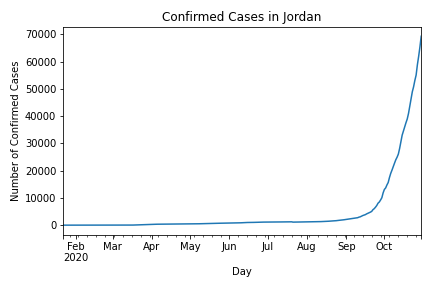 Confirmed Cases in Jordan
Number of Confirmed Cases
70000
60000
50000
40000
30000
20000
10000
0
Feb Mar Apr May Jun Jul Aug Sep Oct
2020
Day